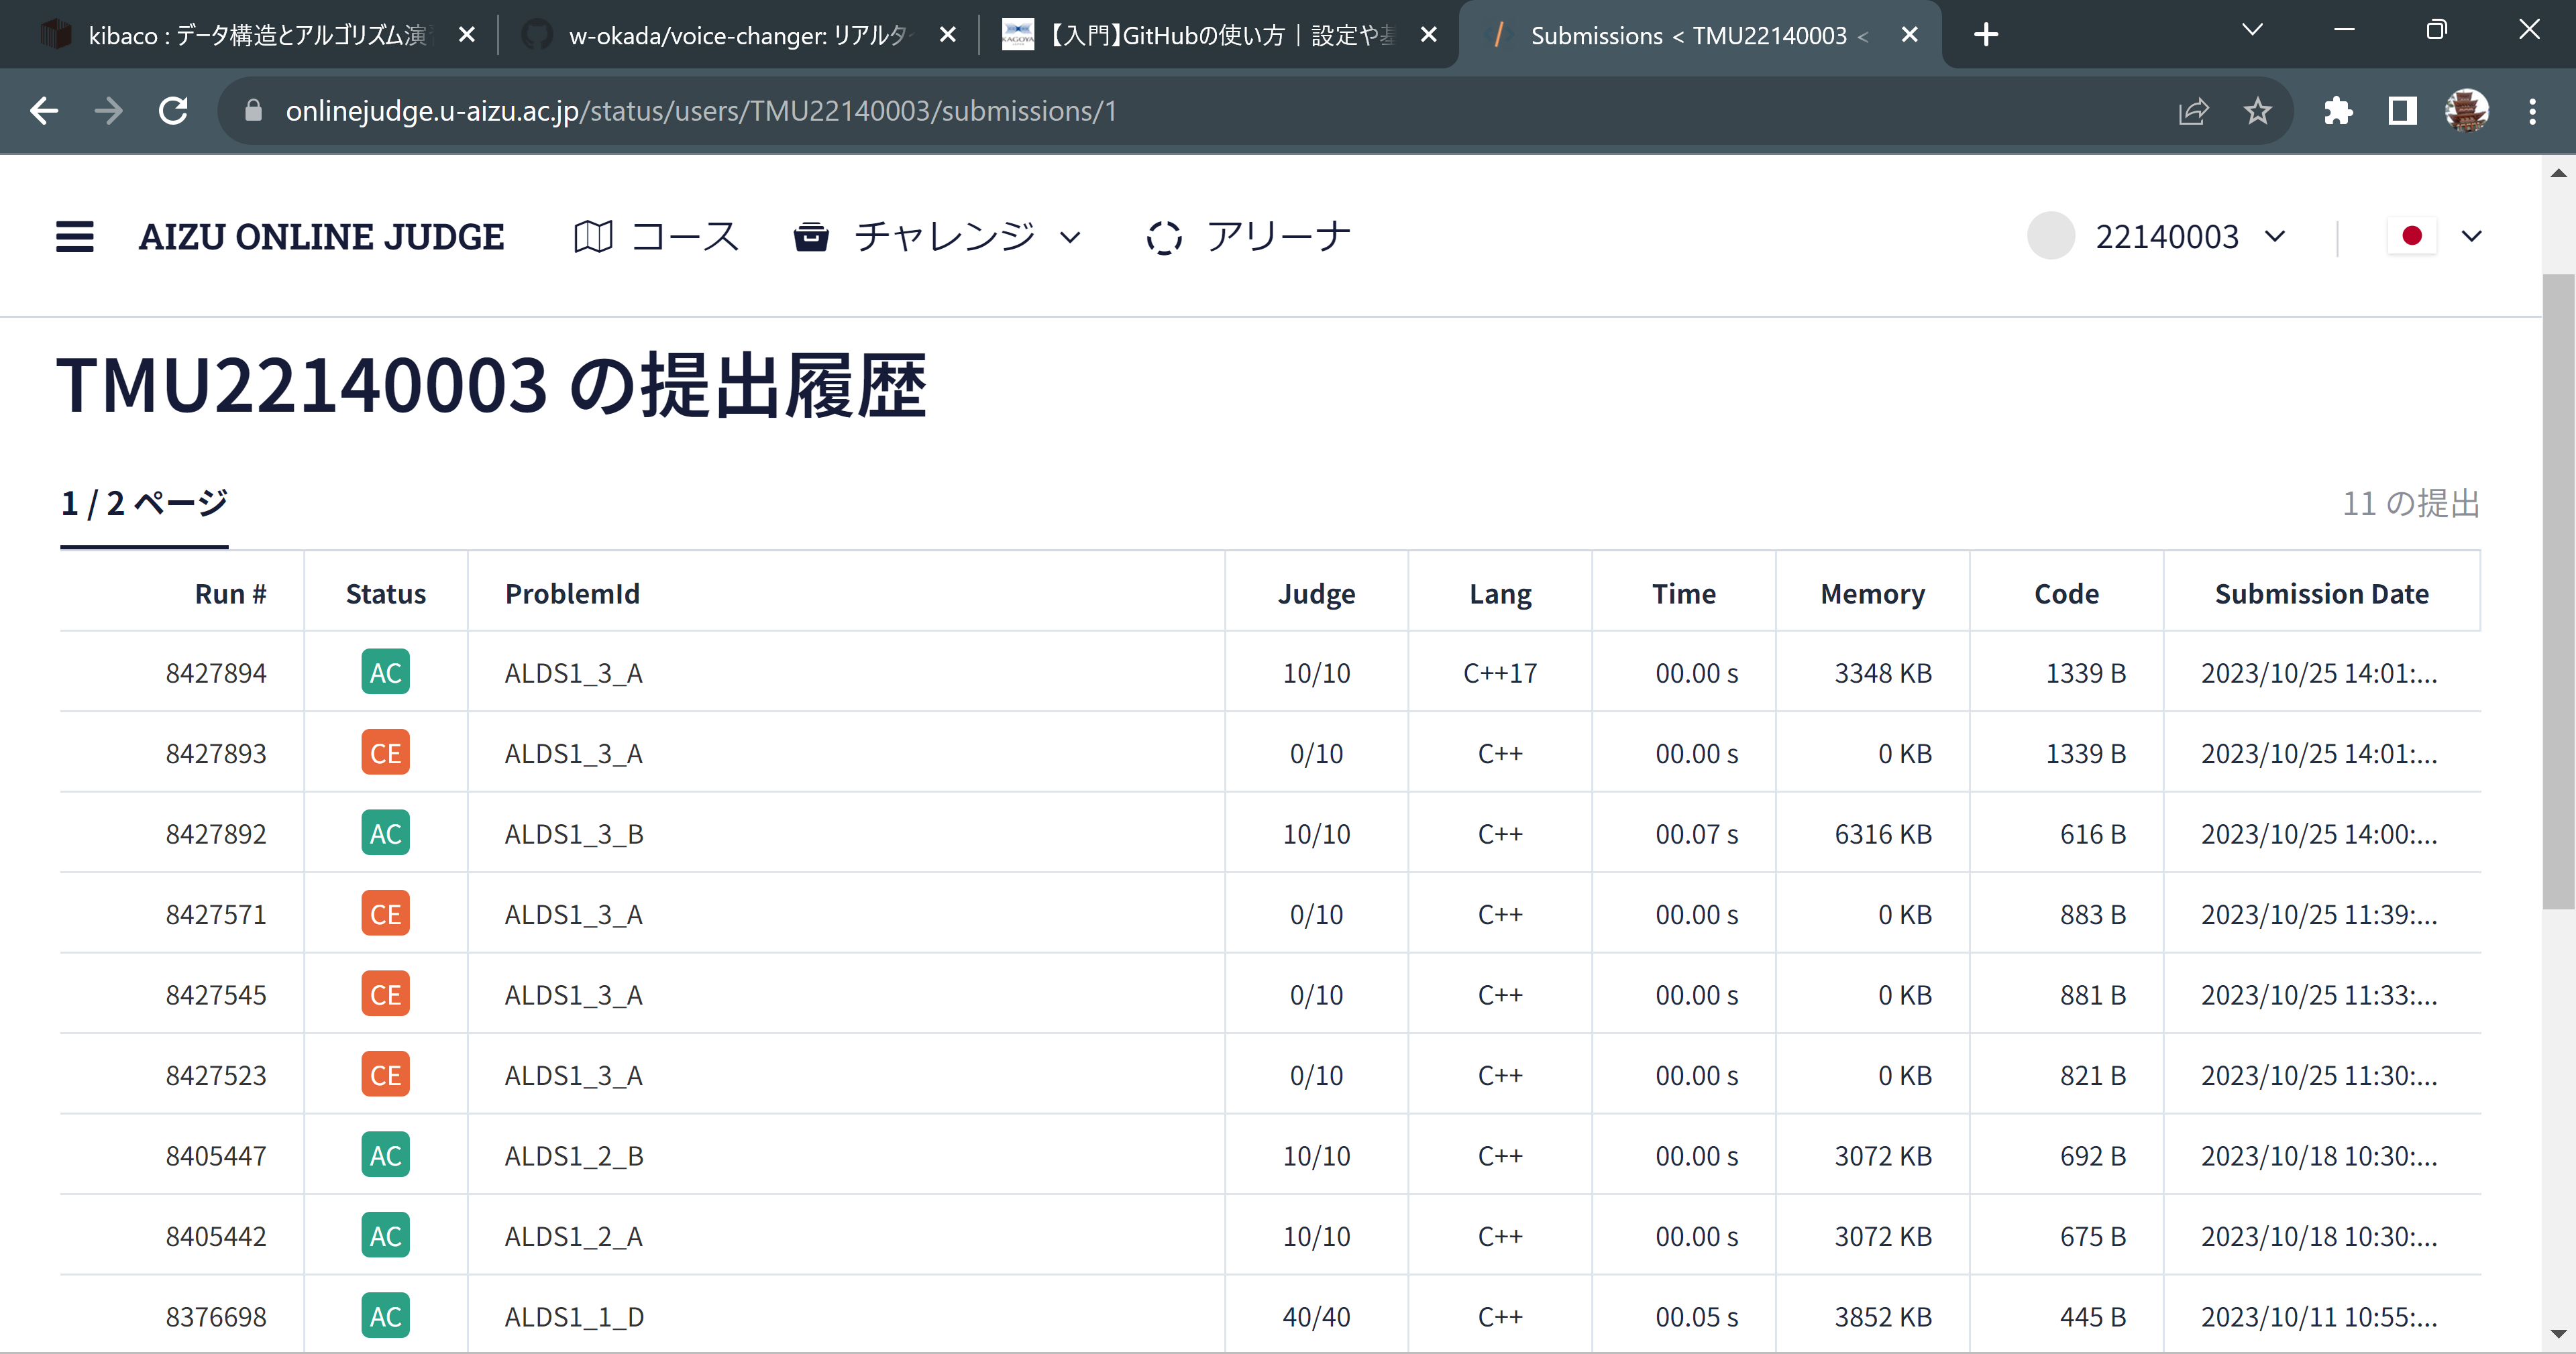 kibaco : データ構造とアルゴリズム演
w-okada/voice-changer: リアルタ
【入門】GitHubの使い方｜設定や基
Submissions < TMU22140003 <
onlinejudge.u-aizu.ac.jp/status/users/TMU22140003/submissions/1
AIZU ONLINE JUDGE コース チャレンジ アリーナ 22140003
TMU22140003 の提出履歴
1 / 2 ページ
11 の提出
Run # Status ProblemId Judge Lang Time Memory Code Submission Date
8427894 AC ALDS1_3_A 10/10 C++17 00.00 s 3348 KB 1339 B 2023/10/25 14:01:...
8427893 CE ALDS1_3_A 0/10 C++ 00.00 s 0 KB 1339 B 2023/10/25 14:01:...
8427892 AC ALDS1_3_B 10/10 C++ 00.07 s 6316 KB 616 B 2023/10/25 14:00:...
8427571 CE ALDS1_3_A 0/10 C++ 00.00 s 0 KB 883 B 2023/10/25 11:39:...
8427545 CE ALDS1_3_A 0/10 C++ 00.00 s 0 KB 881 B 2023/10/25 11:33:...
8427523 CE ALDS1_3_A 0/10 C++ 00.00 s 0 KB 821 B 2023/10/25 11:30:...
8405447 AC ALDS1_2_B 10/10 C++ 00.00 s 3072 KB 692 B 2023/10/18 10:30:...
8405442 AC ALDS1_2_A 10/10 C++ 00.00 s 3072 KB 675 B 2023/10/18 10:30:...
8376698 AC ALDS1_1_D 40/40 C++ 00.05 s 3852 KB 445 B 2023/10/11 10:55:...